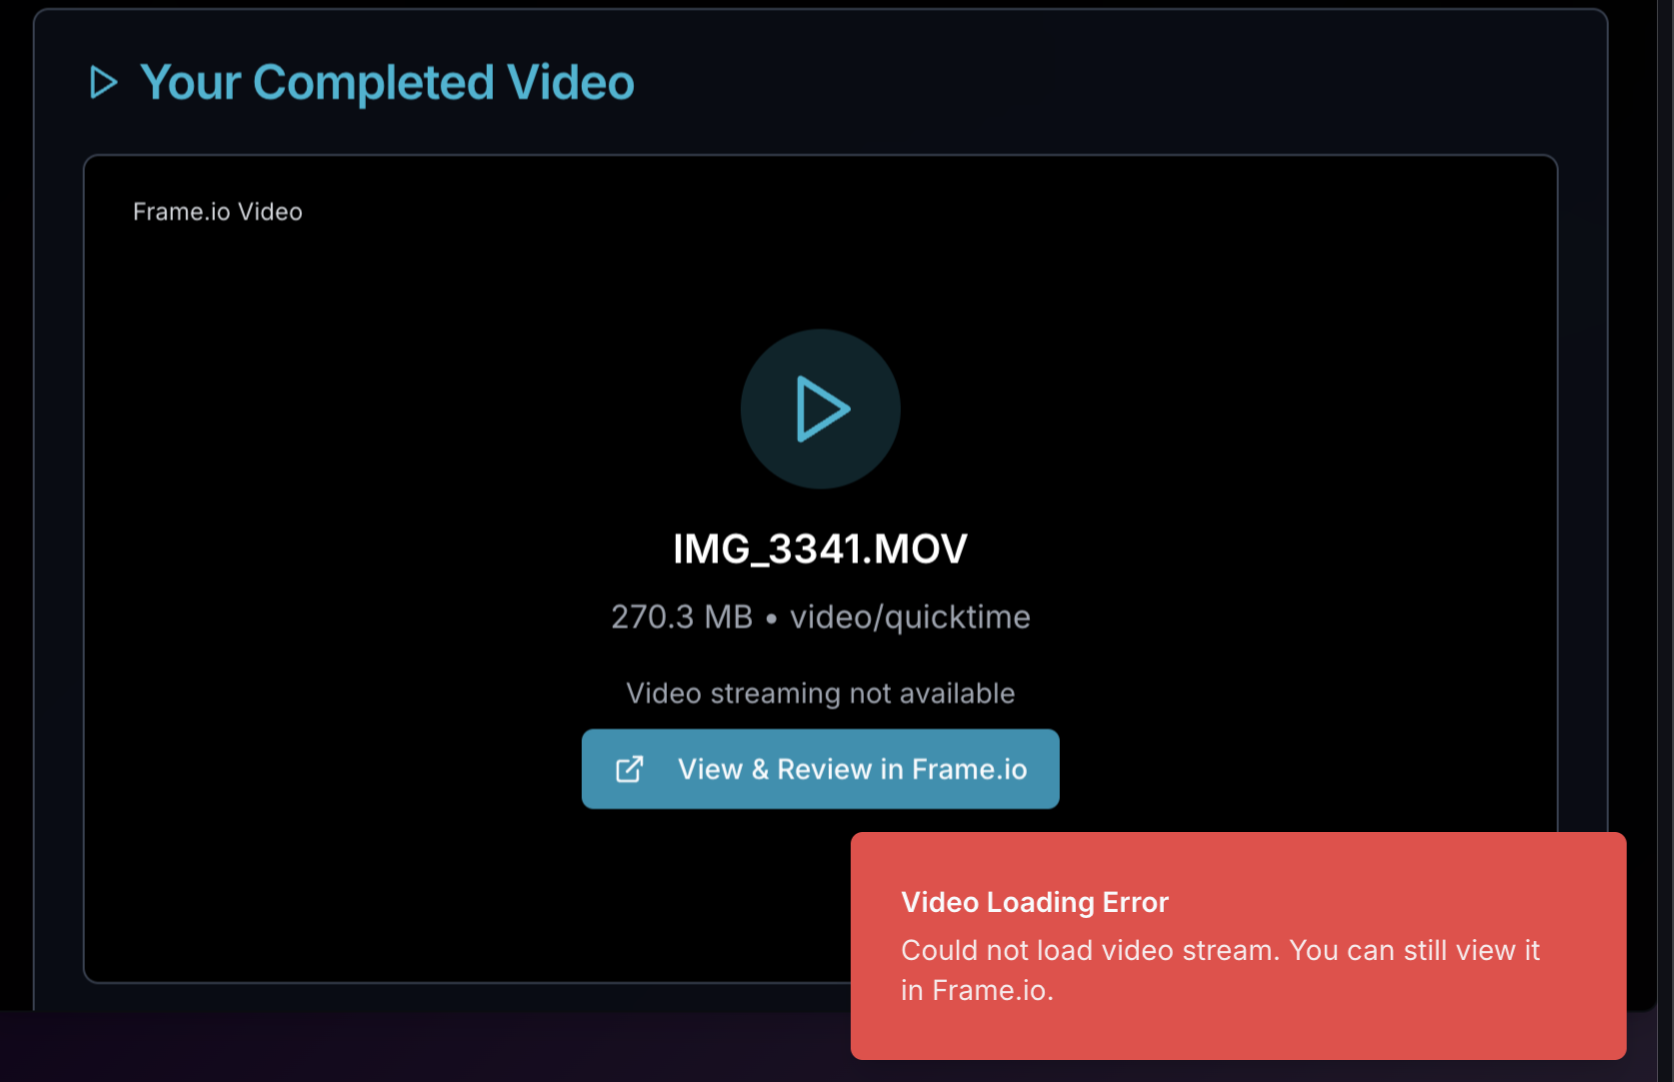 Your Completed Video
Frame.io Video
IMG_3341.MOV
270.3 MB • video/quicktime
Video streaming not available
View & Review in Frame.io
Video Loading Error
Could not load video stream. You can still view it
in Frame.io.